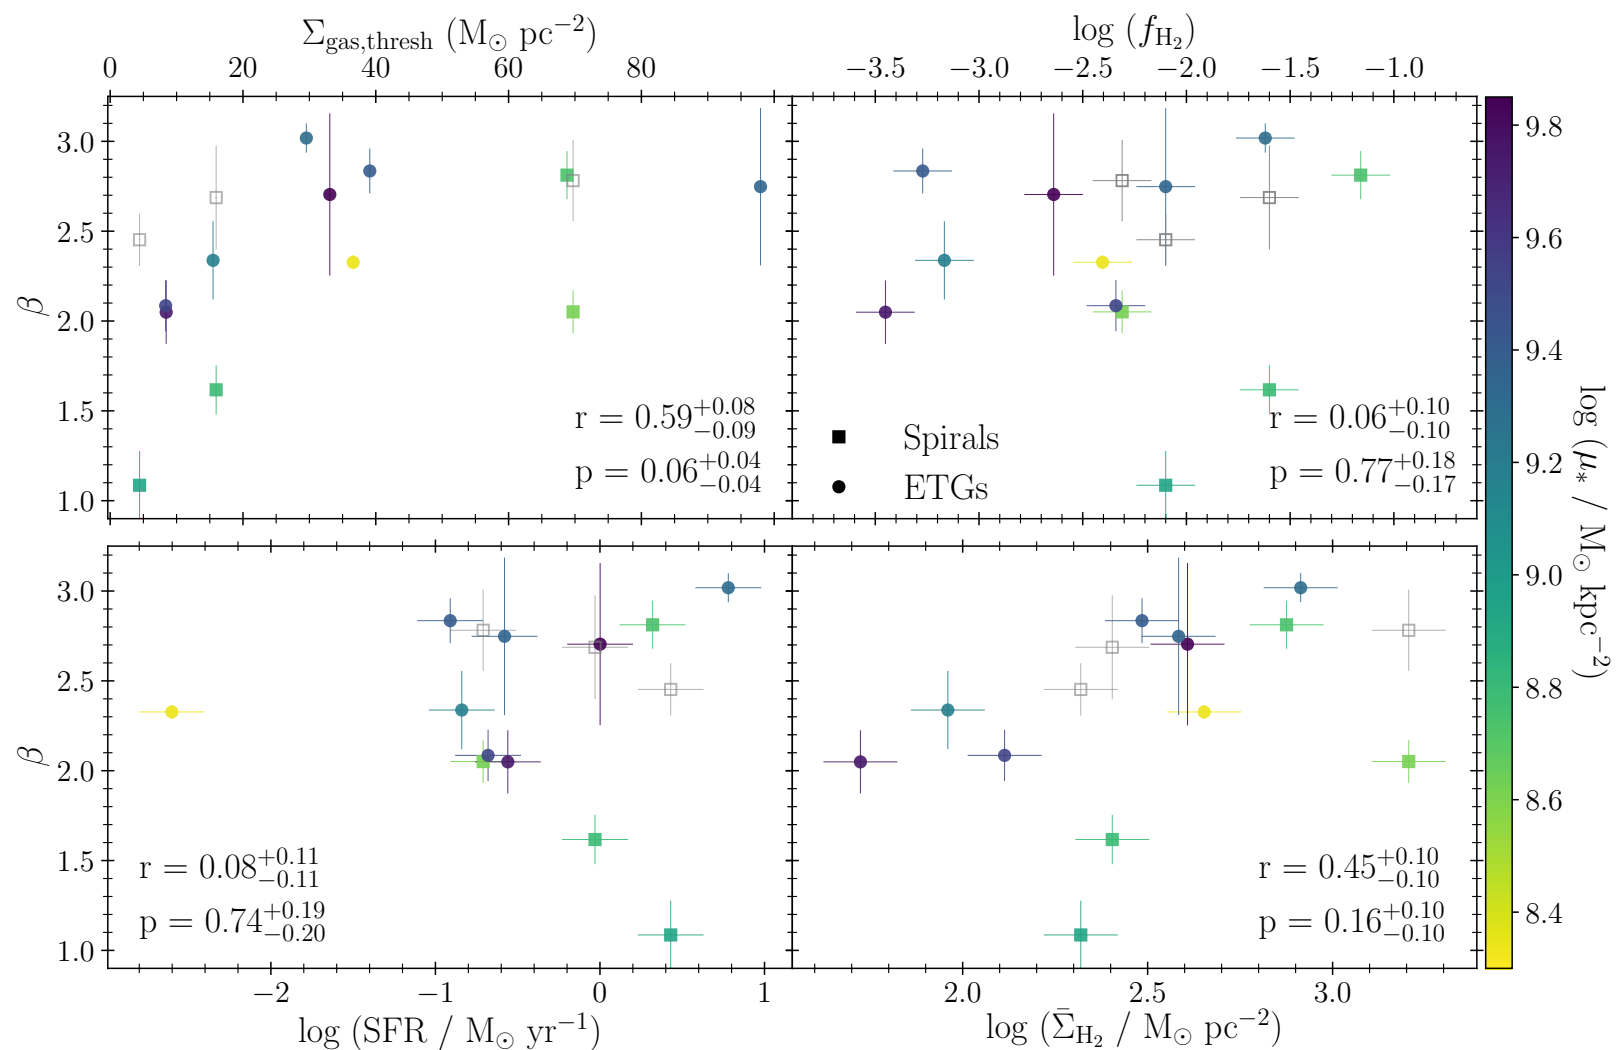 Σgas,thresh (M⊙ pc−2)
log (fH2)
0 20 40 60 80
−3.5 −3.0 −2.5 −2.0 −1.5 −1.0
3.0
2.5
2.0
1.5
1.0
β
r = 0.59+0.08−0.09
p = 0.06+0.04−0.04
Spirals
ETGs
r = 0.06+0.10−0.10
p = 0.77+0.18−0.17
3.0
2.5
2.0
1.5
1.0
β
r = 0.08+0.11−0.11
p = 0.74+0.19−0.20
r = 0.45+0.10−0.10
p = 0.16+0.10−0.10
−2 −1 0 1
2.0 2.5 3.0
log (SFR / M⊙ yr−1)
log (Σ̄H2 / M⊙ pc−2)
9.8
9.6
9.4
9.2
9.0
8.8
8.6
8.4
log (μ* / M⊙ kpc−2)